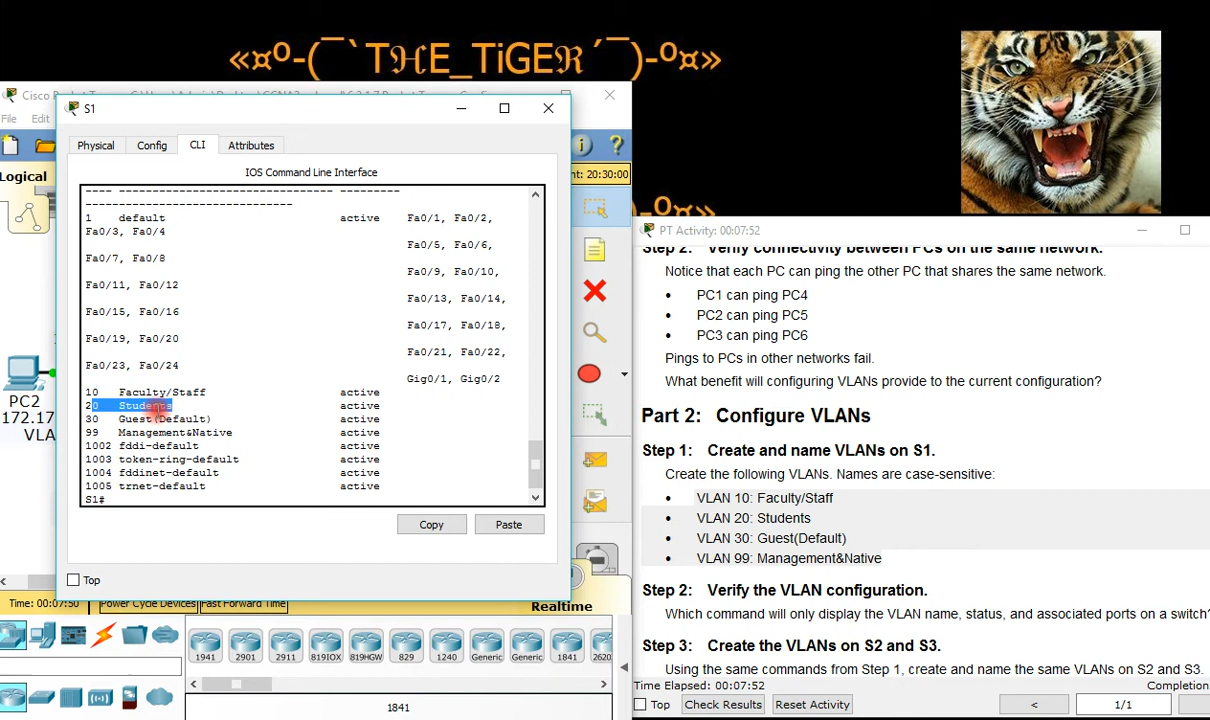 «¤º-(¯`TℋE_TiGEℛ´¯)-º¤»
Cisco
File
Edit
S1
Physical
Config
CLI
Attributes
IOS Command Line Interface
---- -------------------------------- ---------
-------------------------------
1 default active Fa0/1, Fa0/2,
Fa0/3, Fa0/4
Fa0/5, Fa0/6,
Fa0/7, Fa0/8
Fa0/9, Fa0/10,
Fa0/11, Fa0/12
Fa0/13, Fa0/14,
Fa0/15, Fa0/16
Fa0/17, Fa0/18,
Fa0/19, Fa0/20
Fa0/21, Fa0/22,
Fa0/23, Fa0/24
Gig0/1, Gig0/2
10 Faculty/Staff active
20 Students active
30 Guest(Default) active
99 Management&Native active
1002 fddi-default active
1003 token-ring-default active
1004 fddinet-default active
1005 trnet-default active
S1#
Copy
Paste
Top
Logical
20:30:00
PC2
172.17
VLA
Time: 00:07:50
Power Cycle Devices
Fast Forward Time
Realtime
1941
2901
2911
819IOX
819HGW
829
1240
Generic
Generic
1841
2620
1841
PT Activity: 00:07:52
Step 2: Verify connectivity between PCs on the same network.
Notice that each PC can ping the other PC that shares the same network.
• PC1 can ping PC4
• PC2 can ping PC5
• PC3 can ping PC6
Pings to PCs in other networks fail.
What benefit will configuring VLANs provide to the current configuration?
Part 2: Configure VLANs
Step 1: Create and name VLANs on S1.
Create the following VLANs. Names are case-sensitive:
• VLAN 10: Faculty/Staff
• VLAN 20: Students
• VLAN 30: Guest(Default)
• VLAN 99: Management&Native
Step 2: Verify the VLAN configuration.
Which command will only display the VLAN name, status, and associated ports on a switch?
Step 3: Create the VLANs on S2 and S3.
Using the same commands from Step 1, create and name the same VLANs on S2 and S3.
Time Elapsed: 00:07:52
Completion
Top
Check Results
Reset Activity
<
1/1